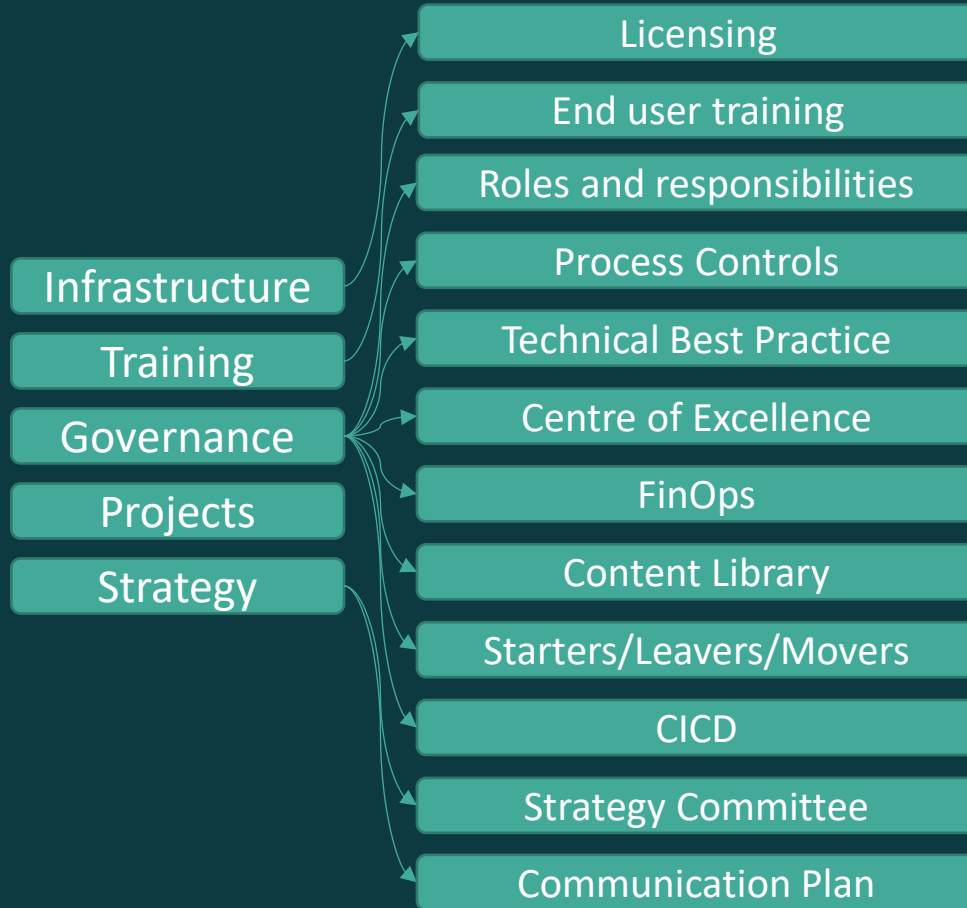 Infrastructure
Training
Governance
Projects
Strategy
Licensing
End user training
Roles and responsibilities
Process Controls
Technical Best Practice
Centre of Excellence
FinOps
Content Library
Starters/Leavers/Movers
CICD
Strategy Committee
Communication Plan